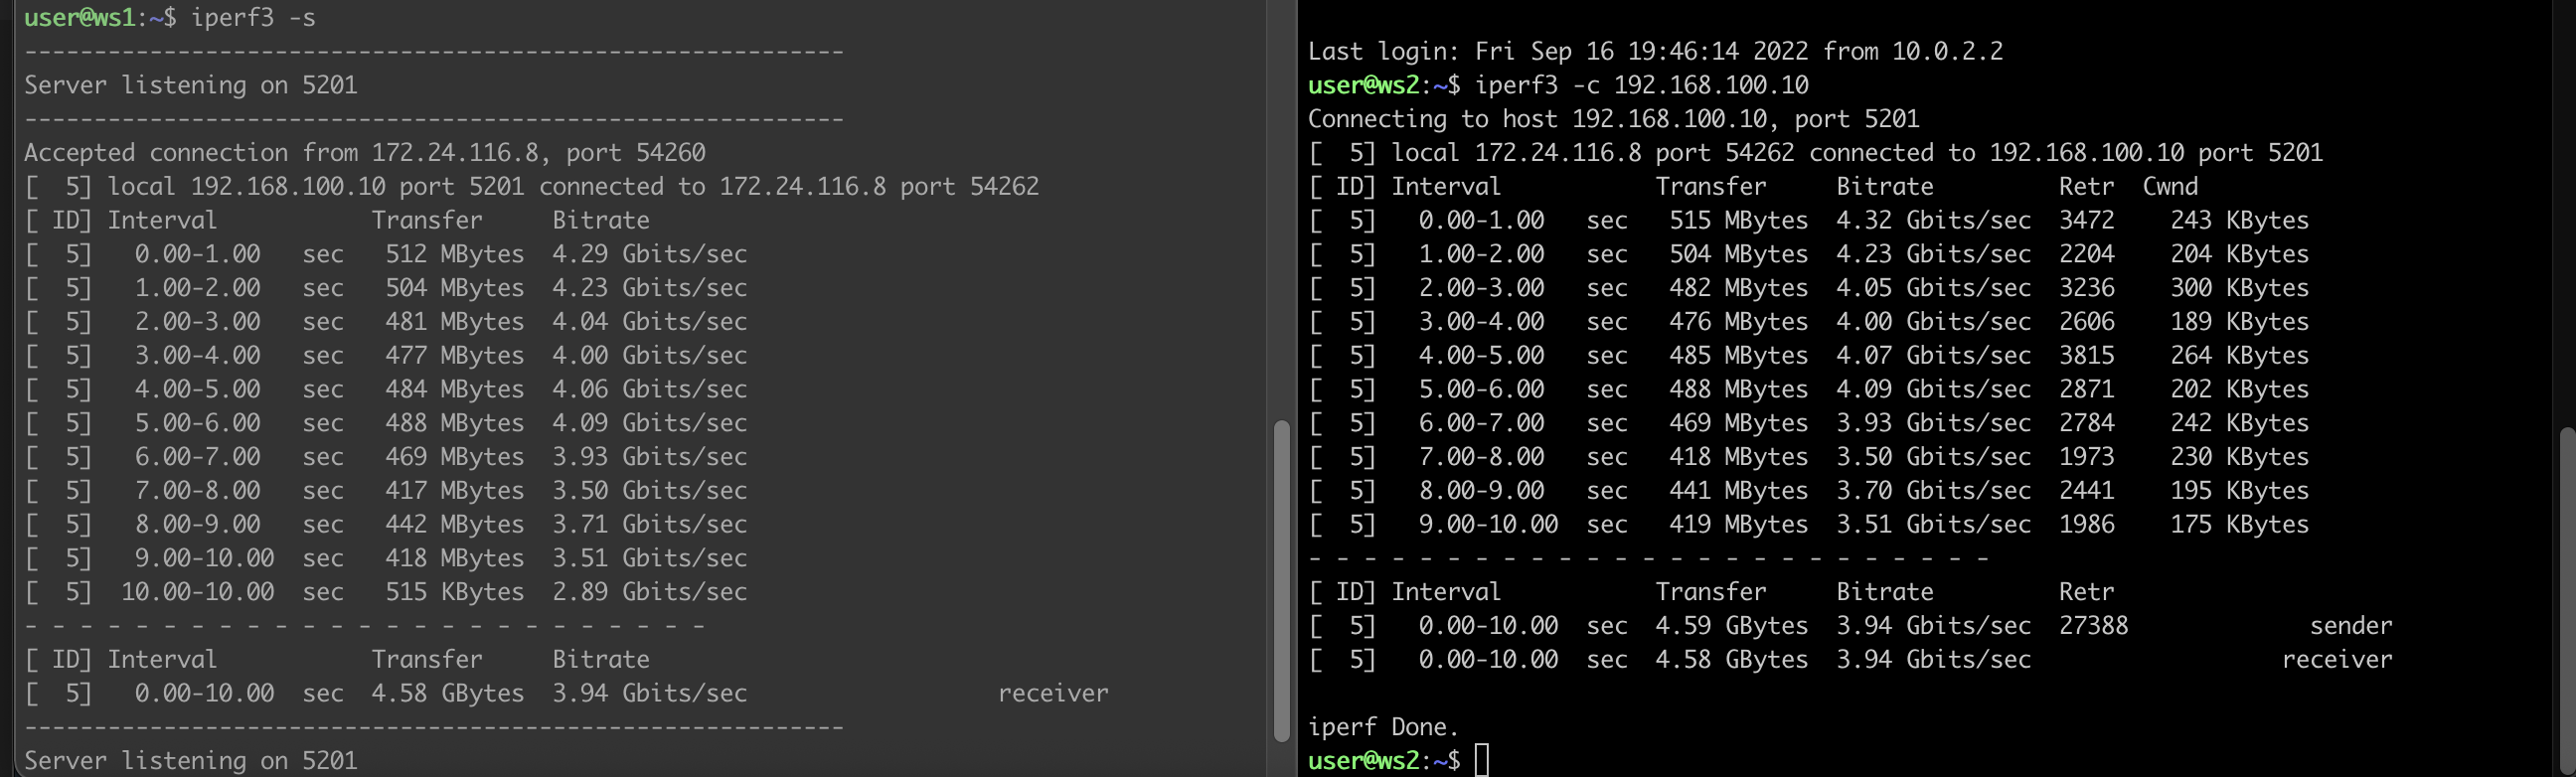 user@ws1:~$ iperf3 -s
-----------------------------------------------------------
Server listening on 5201
-----------------------------------------------------------
Accepted connection from 172.24.116.8, port 54260
[  5] local 192.168.100.10 port 5201 connected to 172.24.116.8 port 54262
[ ID] Interval           Transfer     Bitrate
[  5]   0.00-1.00   sec   512 MBytes  4.29 Gbits/sec
[  5]   1.00-2.00   sec   504 MBytes  4.23 Gbits/sec
[  5]   2.00-3.00   sec   481 MBytes  4.04 Gbits/sec
[  5]   3.00-4.00   sec   477 MBytes  4.00 Gbits/sec
[  5]   4.00-5.00   sec   484 MBytes  4.06 Gbits/sec
[  5]   5.00-6.00   sec   488 MBytes  4.09 Gbits/sec
[  5]   6.00-7.00   sec   469 MBytes  3.93 Gbits/sec
[  5]   7.00-8.00   sec   417 MBytes  3.50 Gbits/sec
[  5]   8.00-9.00   sec   442 MBytes  3.71 Gbits/sec
[  5]   9.00-10.00  sec   418 MBytes  3.51 Gbits/sec
[  5]  10.00-10.00  sec   515 KBytes  2.89 Gbits/sec
- - - - - - - - - - - - - - - - - - - - - - - - -
[ ID] Interval           Transfer     Bitrate
[  5]   0.00-10.00  sec  4.58 GBytes  3.94 Gbits/sec                  receiver
-----------------------------------------------------------
Server listening on 5201
Last login: Fri Sep 16 19:46:14 2022 from 10.0.2.2
user@ws2:~$ iperf3 -c 192.168.100.10
Connecting to host 192.168.100.10, port 5201
[  5] local 172.24.116.8 port 54262 connected to 192.168.100.10 port 5201
[ ID] Interval           Transfer     Bitrate         Retr  Cwnd
[  5]   0.00-1.00   sec   515 MBytes  4.32 Gbits/sec  3472    243 KBytes
[  5]   1.00-2.00   sec   504 MBytes  4.23 Gbits/sec  2204    204 KBytes
[  5]   2.00-3.00   sec   482 MBytes  4.05 Gbits/sec  3236    300 KBytes
[  5]   3.00-4.00   sec   476 MBytes  4.00 Gbits/sec  2606    189 KBytes
[  5]   4.00-5.00   sec   485 MBytes  4.07 Gbits/sec  3815    264 KBytes
[  5]   5.00-6.00   sec   488 MBytes  4.09 Gbits/sec  2871    202 KBytes
[  5]   6.00-7.00   sec   469 MBytes  3.93 Gbits/sec  2784    242 KBytes
[  5]   7.00-8.00   sec   418 MBytes  3.50 Gbits/sec  1973    230 KBytes
[  5]   8.00-9.00   sec   441 MBytes  3.70 Gbits/sec  2441    195 KBytes
[  5]   9.00-10.00  sec   419 MBytes  3.51 Gbits/sec  1986    175 KBytes
- - - - - - - - - - - - - - - - - - - - - - - - -
[ ID] Interval           Transfer     Bitrate         Retr
[  5]   0.00-10.00  sec  4.59 GBytes  3.94 Gbits/sec  27388             sender
[  5]   0.00-10.00  sec  4.58 GBytes  3.94 Gbits/sec                  receiver
iperf Done.
user@ws2:~$